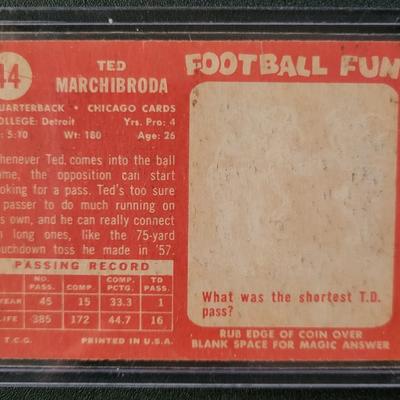 44
TED
MARCHIBRODA
QUARTERBACK • CHICAGO CARDS
COLLEGE: Detroit Yrs. Pro: 4
: 5:10 Wt: 180 Age: 26
Whenever Ted comes into the ball
game, the opposition can start
looking for a pass. Ted's too sure
a passer to do much running on
his own, and he can really connect
on long ones, like the 75-yard
touchdown toss he made in '57.
PASSING RECORD
NO. PASS. COMP. COMP. PCTG. TD PASS
YEAR 45 15 33.3 1
LIFE 385 172 44.7 16
T.C.G. PRINTED IN U.S.A.
FOOTBALL FUN
What was the shortest T.D.
pass?
RUB EDGE OF COIN OVER
BLANK SPACE FOR MAGIC ANSWER